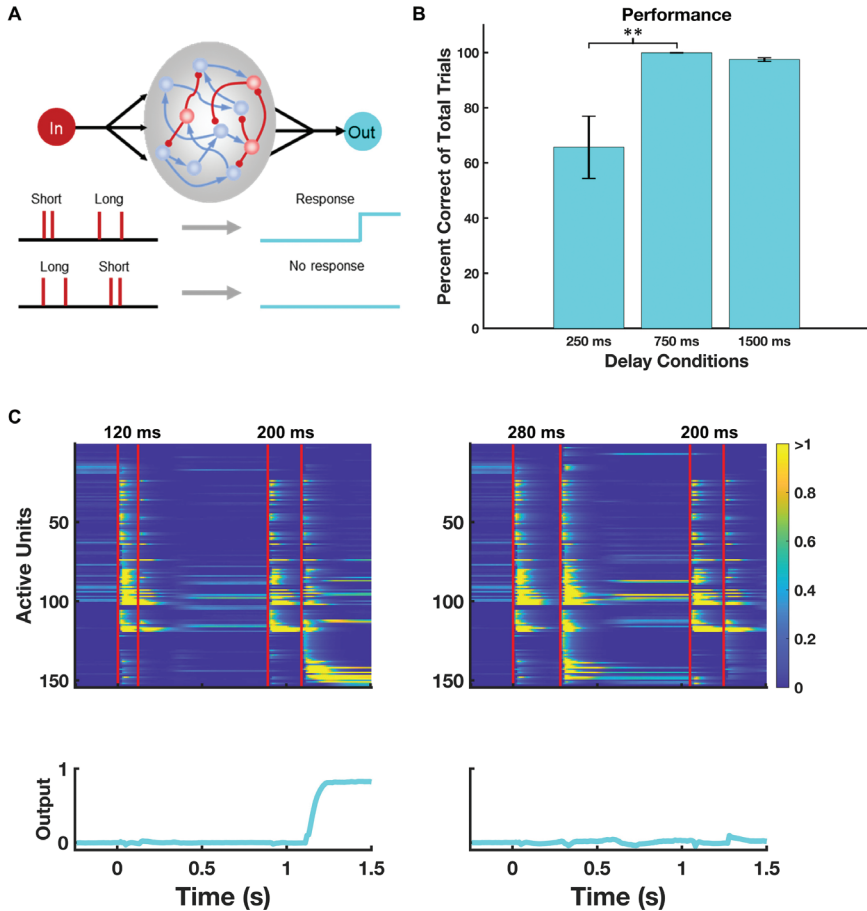 A
In
Out
Short Long
Response
Long Short
No response
B
Performance
**
Percent Correct of Total Trials
100
80
60
40
20
0
250 ms 750 ms 1500 ms
Delay Conditions
C
120 ms 200 ms
280 ms 200 ms
Active Units
50
100
150
50
100
150
>1
0.8
0.6
0.4
0.2
0
Output
1
0
0 0.5 1 1.5
Time (s)
0 0.5 1 1.5
Time (s)